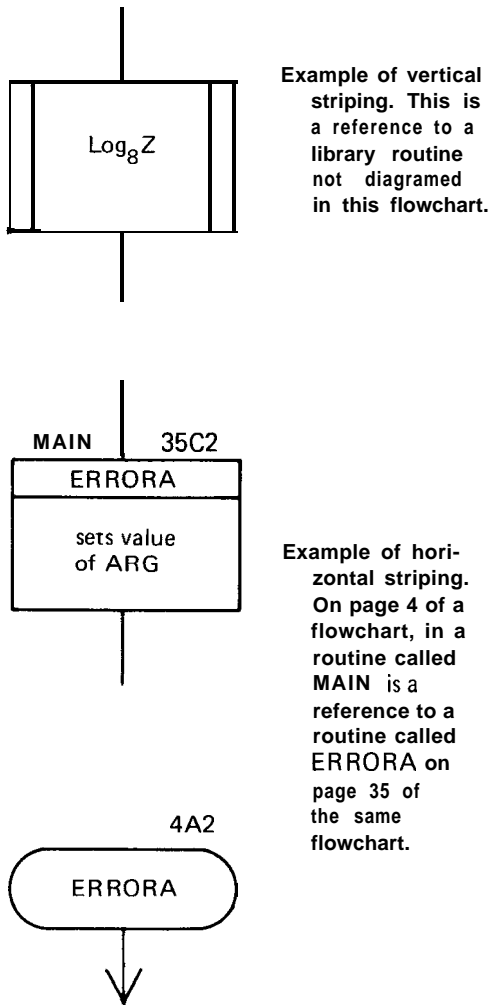 Log₈Z
Example of vertical
striping. This is
a reference to a
library routine
not diagramed
in this flowchart.
MAIN 35C2
ERRORA
sets value
of ARG
Example of hori-
zontal striping.
On page 4 of a
flowchart, in a
routine called
MAIN is a
reference to a
routine called
ERRORA on
page 35 of
the same
flowchart.
4A2
ERRORA